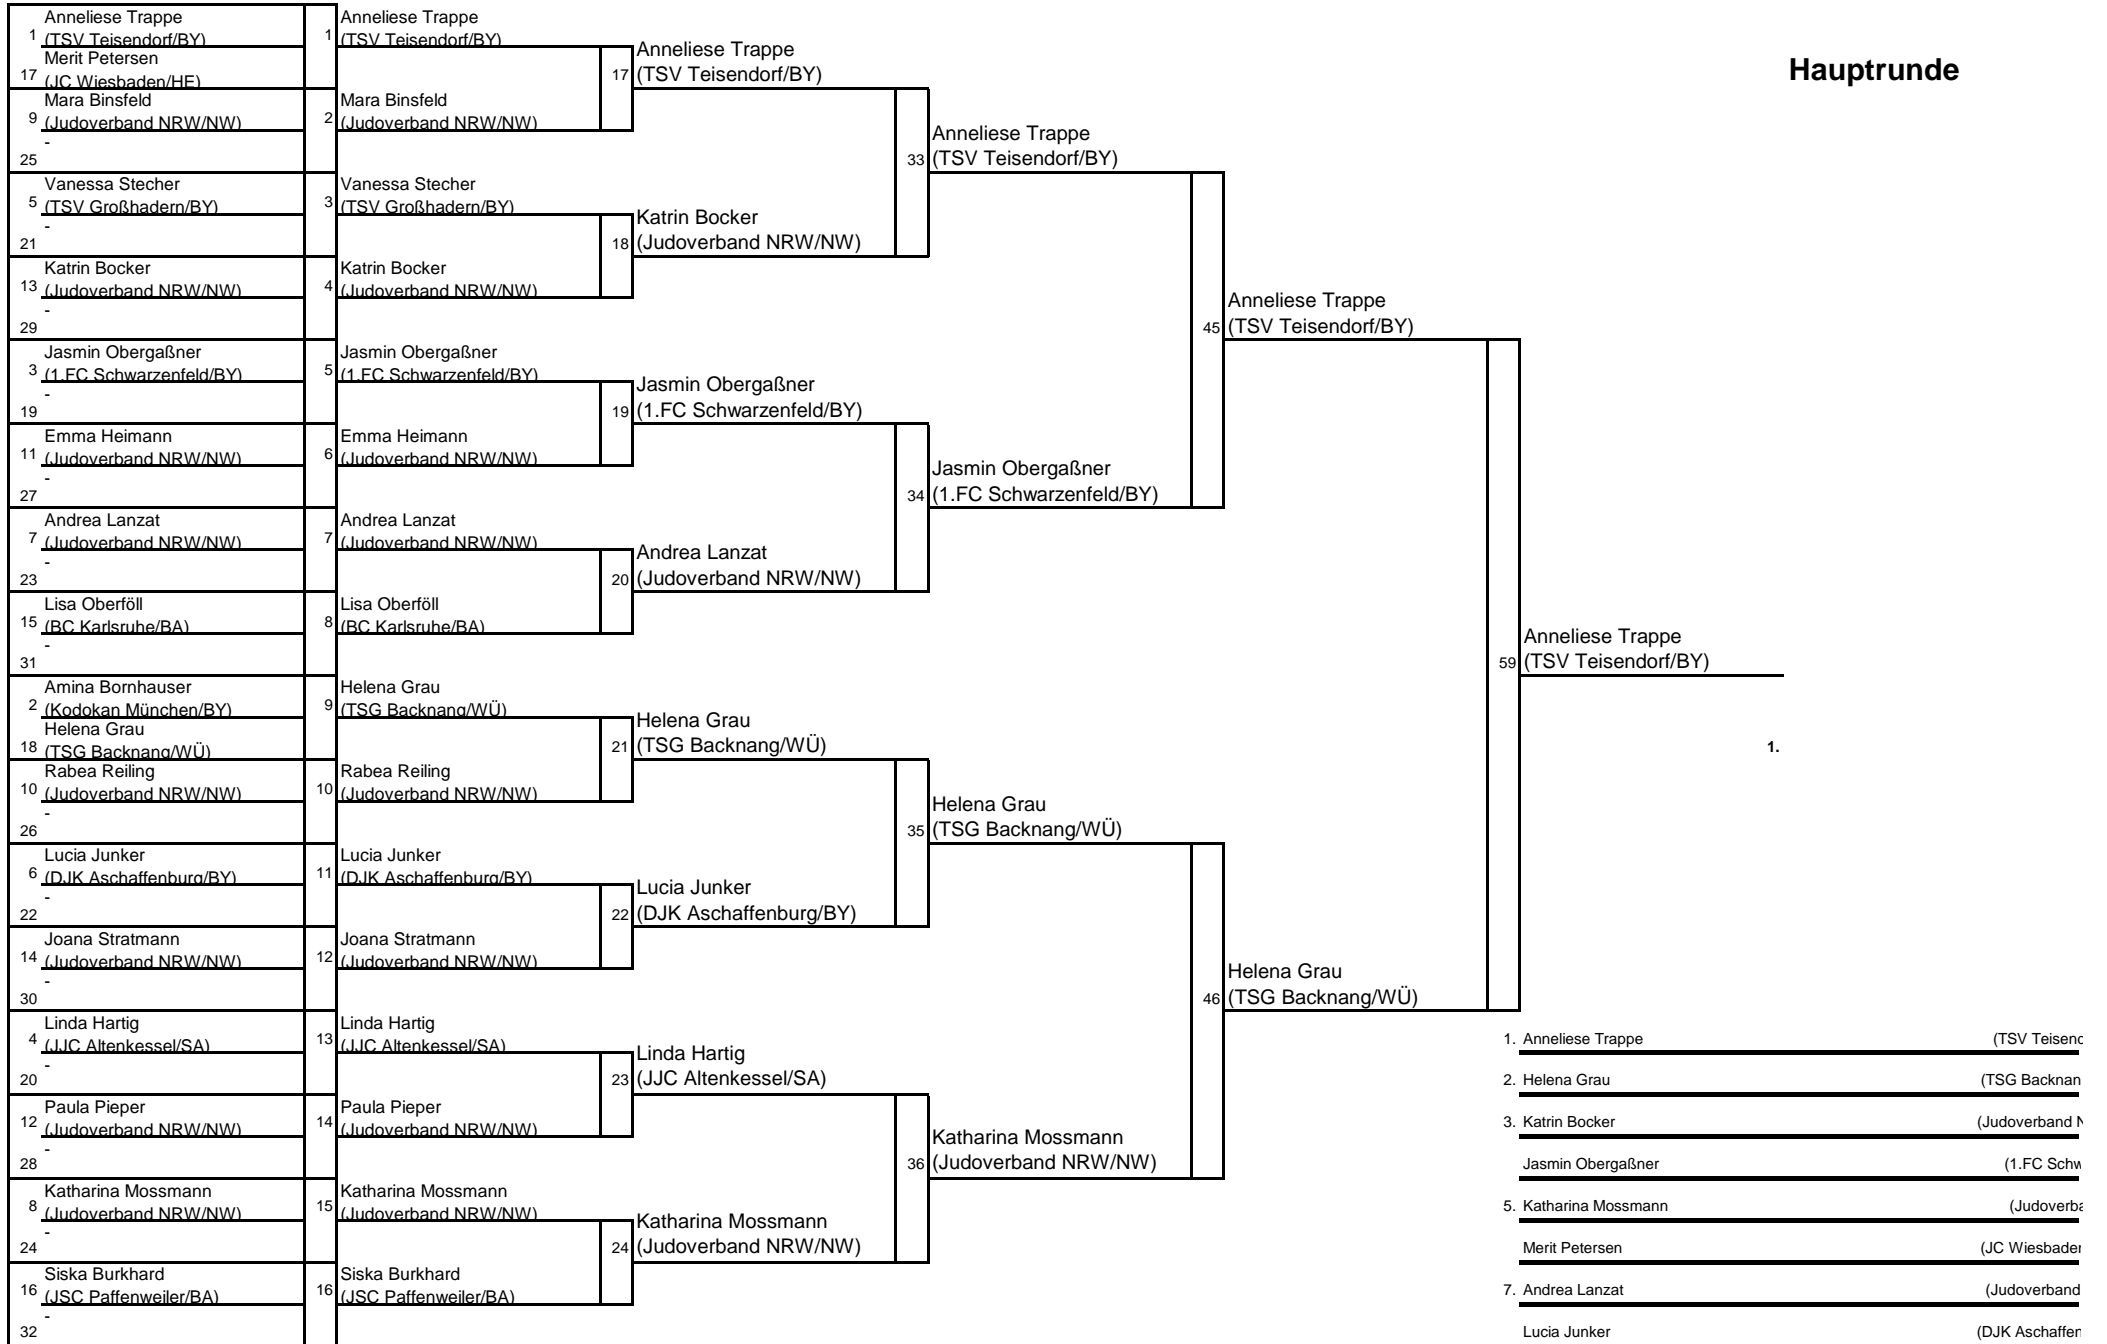 Hauptrunde
1
Anneliese Trappe
(TSV Teisendorf/BY)
17
Merit Petersen
(JC Wiesbaden/HE)
9
Mara Binsfeld
(Judoverband NRW/NW)
25
-
5
Vanessa Stecher
(TSV Großhadern/BY)
21
-
13
Katrin Bocker
(Judoverband NRW/NW)
29
-
3
Jasmin Obergaßner
(1.FC Schwarzenfeld/BY)
19
-
11
Emma Heimann
(Judoverband NRW/NW)
27
-
7
Andrea Lanzat
(Judoverband NRW/NW)
23
-
15
Lisa Oberföll
(BC Karlsruhe/BA)
31
-
2
Amina Bornhauser
(Kodokan München/BY)
18
Helena Grau
(TSG Backnang/WÜ)
10
Rabea Reiling
(Judoverband NRW/NW)
26
-
6
Lucia Junker
(DJK Aschaffenburg/BY)
22
-
14
Joana Stratmann
(Judoverband NRW/NW)
30
-
4
Linda Hartig
(JJC Altenkessel/SA)
20
-
12
Paula Pieper
(Judoverband NRW/NW)
28
-
8
Katharina Mossmann
(Judoverband NRW/NW)
24
-
16
Siska Burkhard
(JSC Paffenweiler/BA)
32
-
1
Anneliese Trappe
(TSV Teisendorf/BY)
2
Mara Binsfeld
(Judoverband NRW/NW)
3
Vanessa Stecher
(TSV Großhadern/BY)
4
Katrin Bocker
(Judoverband NRW/NW)
5
Jasmin Obergaßner
(1.FC Schwarzenfeld/BY)
6
Emma Heimann
(Judoverband NRW/NW)
7
Andrea Lanzat
(Judoverband NRW/NW)
8
Lisa Oberföll
(BC Karlsruhe/BA)
9
Helena Grau
(TSG Backnang/WÜ)
10
Rabea Reiling
(Judoverband NRW/NW)
11
Lucia Junker
(DJK Aschaffenburg/BY)
12
Joana Stratmann
(Judoverband NRW/NW)
13
Linda Hartig
(JJC Altenkessel/SA)
14
Paula Pieper
(Judoverband NRW/NW)
15
Katharina Mossmann
(Judoverband NRW/NW)
16
Siska Burkhard
(JSC Paffenweiler/BA)
Anneliese Trappe
17 (TSV Teisendorf/BY)
Katrin Bocker
18 (Judoverband NRW/NW)
Jasmin Obergaßner
19 (1.FC Schwarzenfeld/BY)
Andrea Lanzat
20 (Judoverband NRW/NW)
Helena Grau
21 (TSG Backnang/WÜ)
Lucia Junker
22 (DJK Aschaffenburg/BY)
Linda Hartig
23 (JJC Altenkessel/SA)
Katharina Mossmann
24 (Judoverband NRW/NW)
Anneliese Trappe
33 (TSV Teisendorf/BY)
Jasmin Obergaßner
34 (1.FC Schwarzenfeld/BY)
Helena Grau
35 (TSG Backnang/WÜ)
Katharina Mossmann
36 (Judoverband NRW/NW)
Anneliese Trappe
45 (TSV Teisendorf/BY)
Helena Grau
46 (TSG Backnang/WÜ)
Anneliese Trappe
59 (TSV Teisendorf/BY)
1.
1. Anneliese Trappe (TSV Teisend
2. Helena Grau (TSG Backnan
3. Katrin Bocker (Judoverband N
Jasmin Obergaßner (1.FC Schw
5. Katharina Mossmann (Judoverba
Merit Petersen (JC Wiesbader
7. Andrea Lanzat (Judoverband
Lucia Junker (DJK Aschaffen